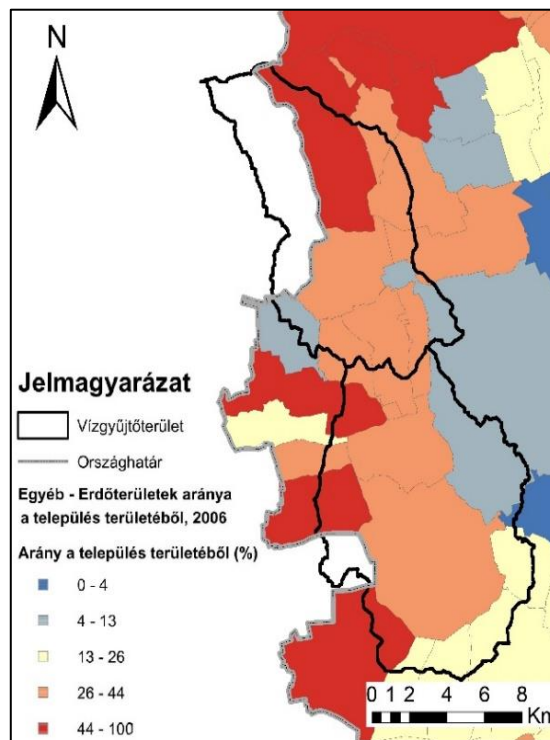 N
Jelmagyarázat
Vízgyűjtőterület
Országhatár
Egyéb - Erdőterületek aránya
a település területéből, 2006
Arány a település területéből (%)
0 - 4
4 - 13
13 - 26
26 - 44
44 - 100
0 1 2 4 6 8
Km